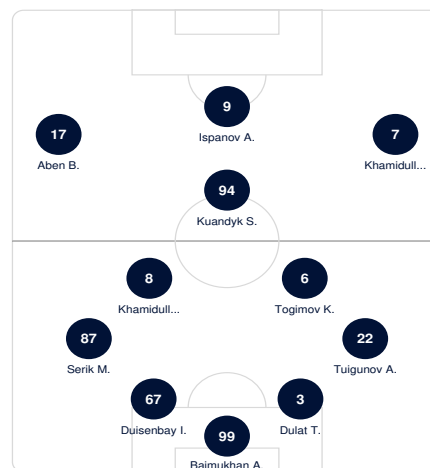 9
Ispanov A.
17
Aben B.
7
Khamidull...
94
Kuandyk S.
8
Khamidull...
6
Togimov K.
87
Serik M.
22
Tuigunov A.
67
Duisenbay I.
3
Dulat T.
99
Baimukhan A.